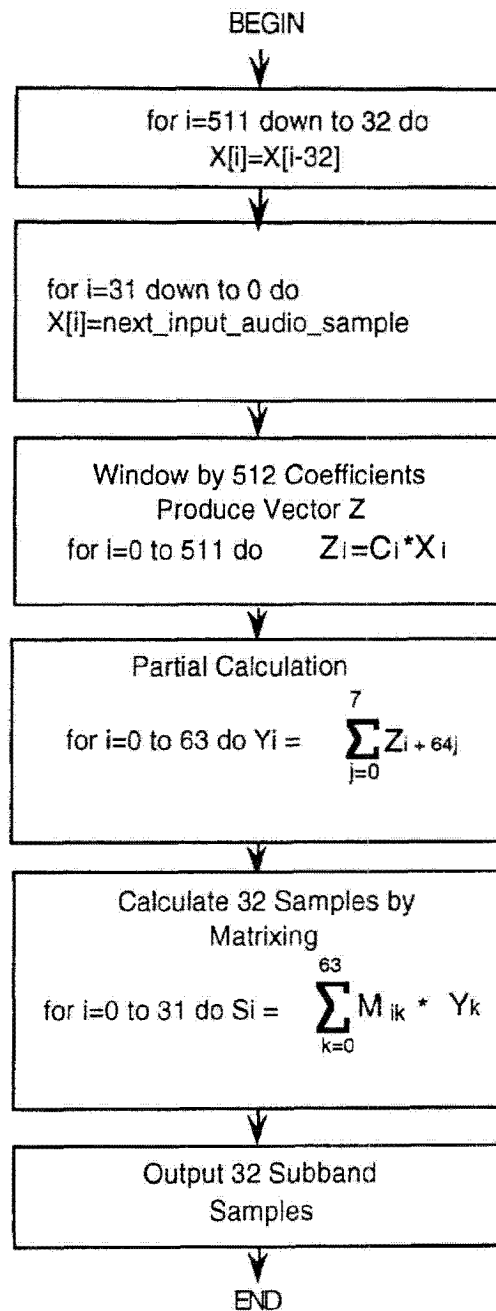 BEGIN
for i=511 down to 32 do
X[i]=X[i-32]
for i=31 down to 0 do
X[i]=next_input_audio_sample
Window by 512 Coefficients
Produce Vector Z
for i=0 to 511 do Zi=Ci*Xi
Partial Calculation
7
for i=0 to 63 do Yi = Σ Zi + 64j
j=0
Calculate 32 Samples by
Matrixing
63
for i=0 to 31 do Si = Σ M ik * Yk
k=0
Output 32 Subband
Samples
END